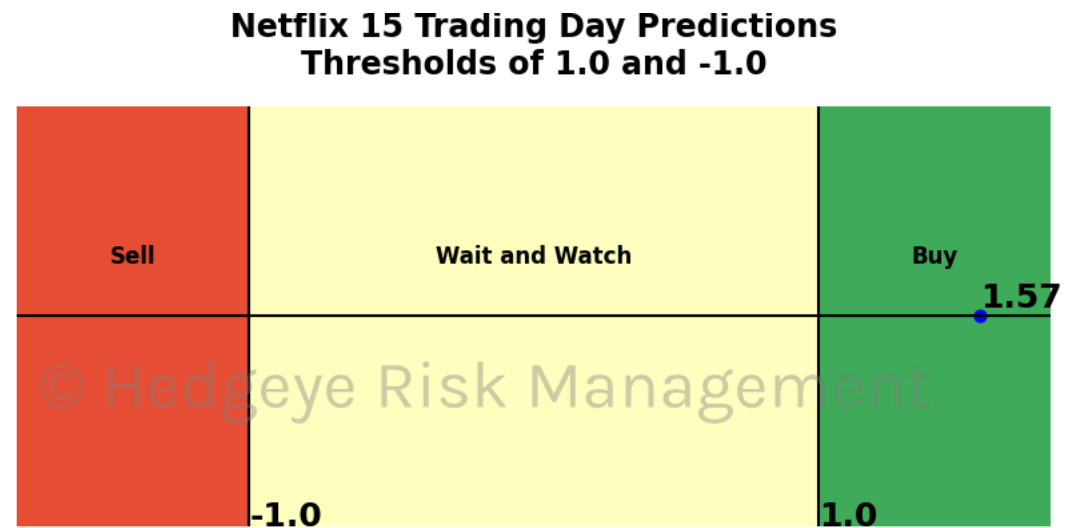 Netflix 15 Trading Day Predictions
Thresholds of 1.0 and -1.0
Sell
Wait and Watch
Buy
1.57
© Hedgeye Risk Management
-1.0
1.0